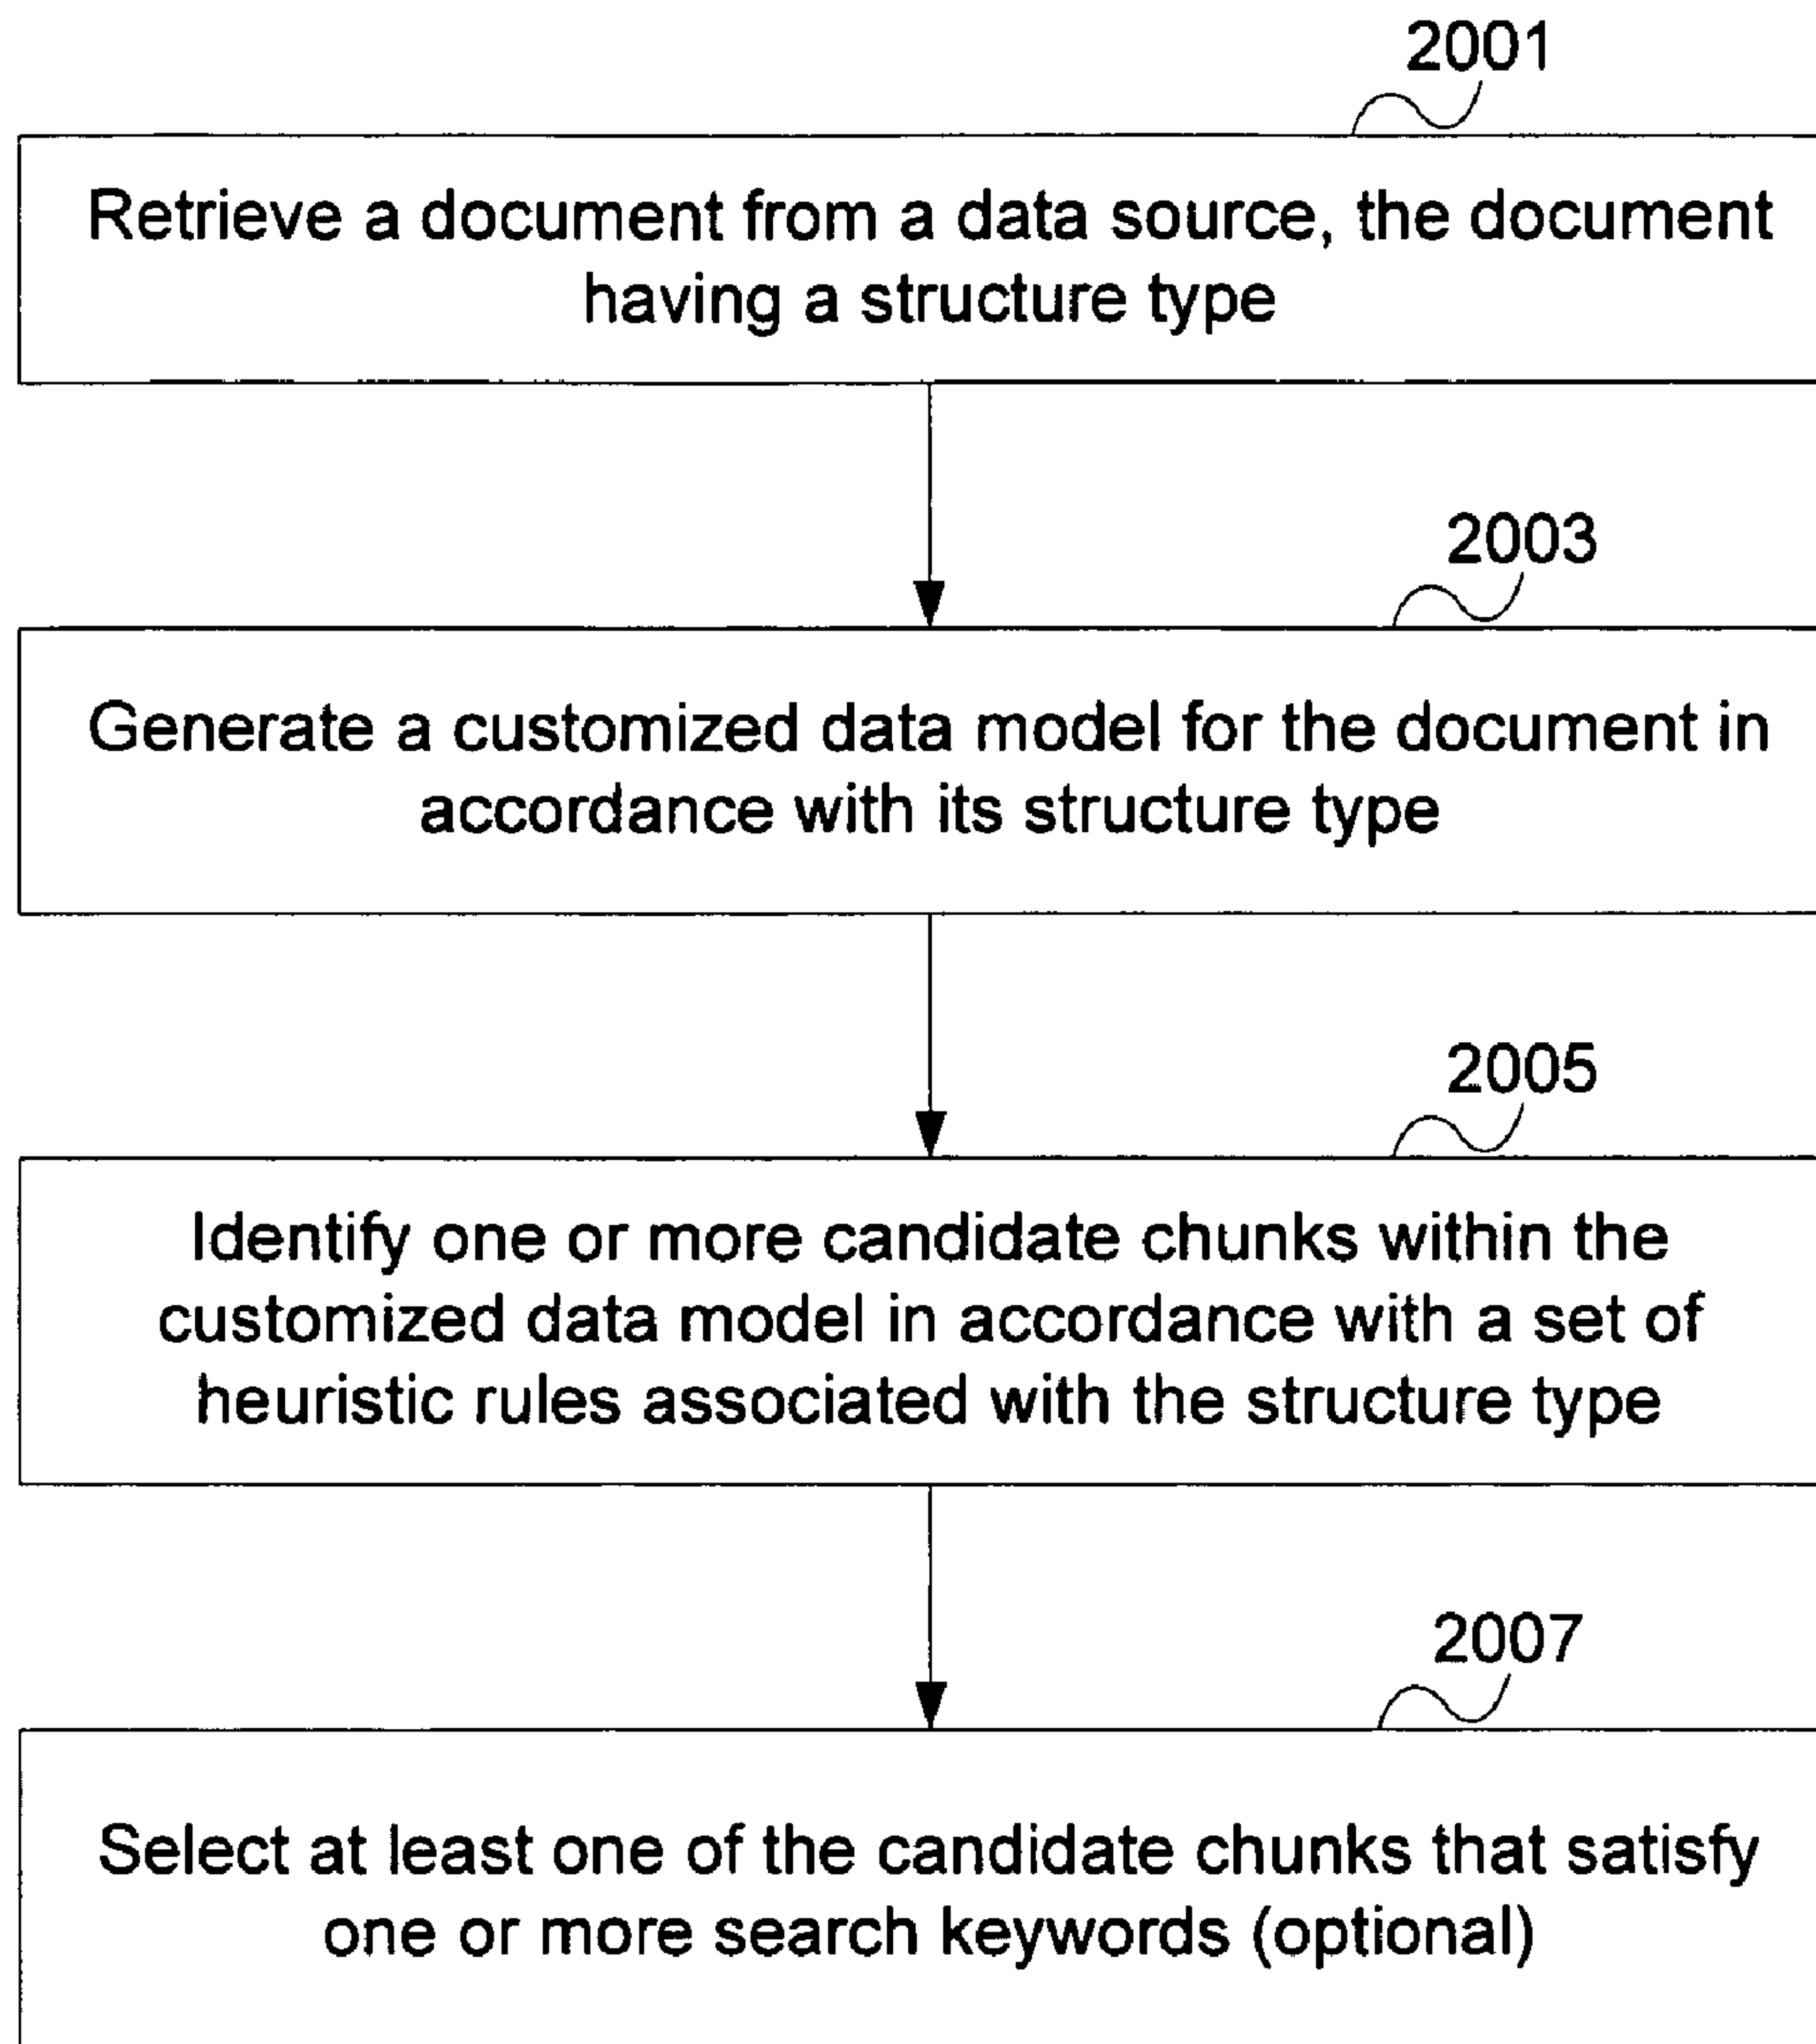 2001
Retrieve a document from a data source, the document
having a structure type
2003
Generate a customized data model for the document in
accordance with its structure type
2005
Identify one or more candidate chunks within the
customized data model in accordance with a set of
heuristic rules associated with the structure type
2007
Select at least one of the candidate chunks that satisfy
one or more search keywords (optional)